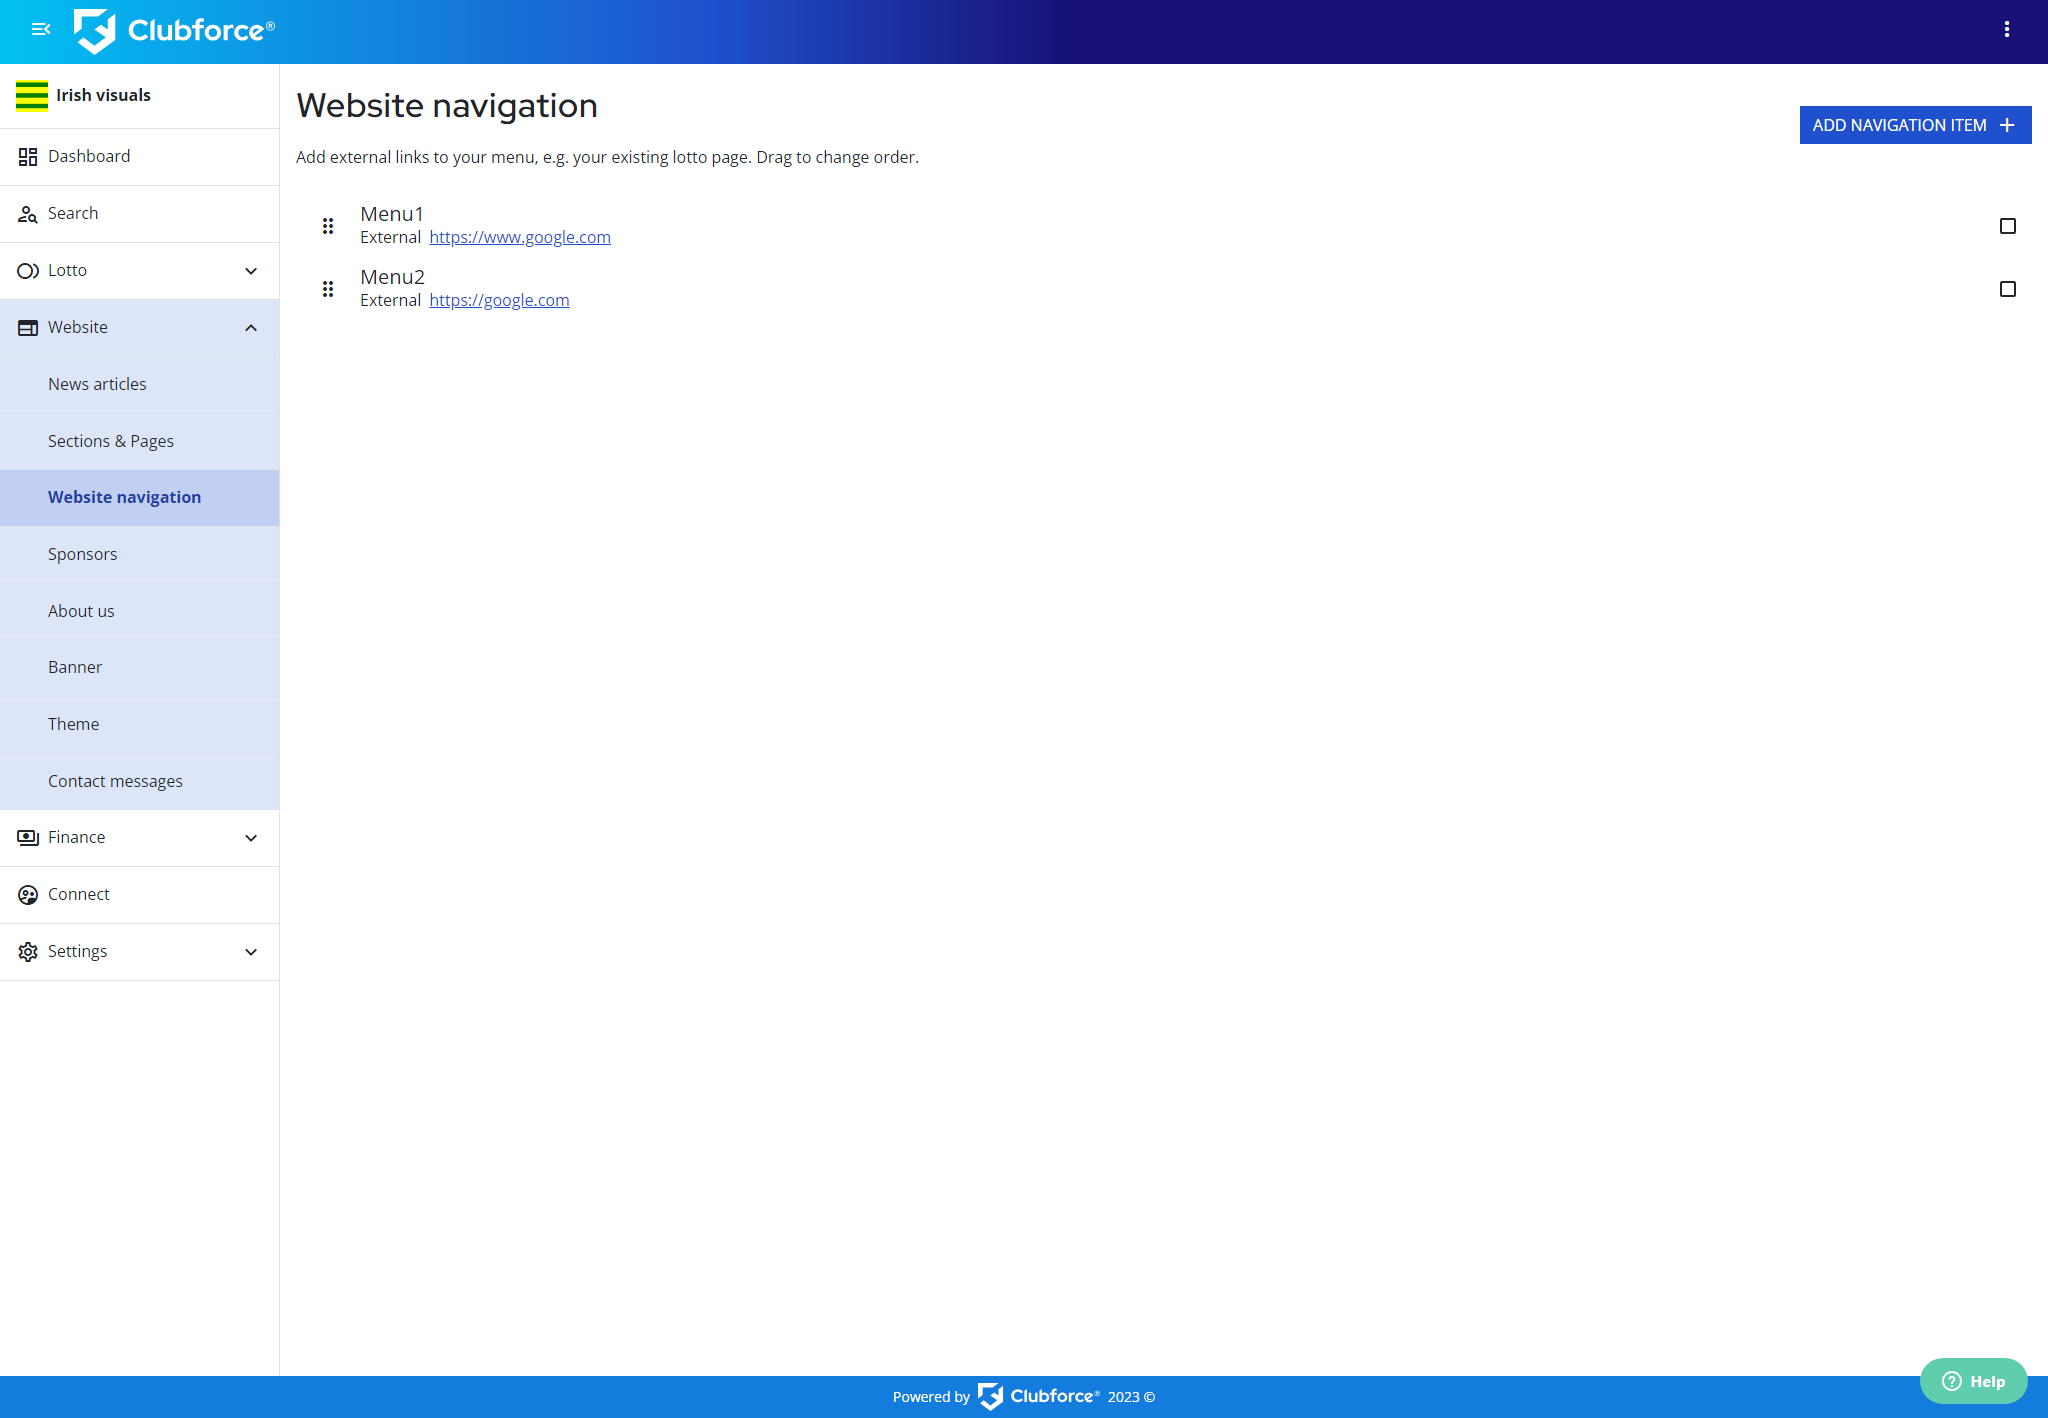 Clubforce®
Irish visuals
Dashboard
Search
Lotto
Website
News articles
Sections & Pages
Website navigation
Sponsors
About us
Banner
Theme
Contact messages
Finance
Connect
Settings
Website navigation
ADD NAVIGATION ITEM
Add external links to your menu, e.g. your existing lotto page. Drag to change order.
Menu1
External https://www.google.com
Menu2
External https://google.com
Powered by Clubforce® 2023 ©
Help